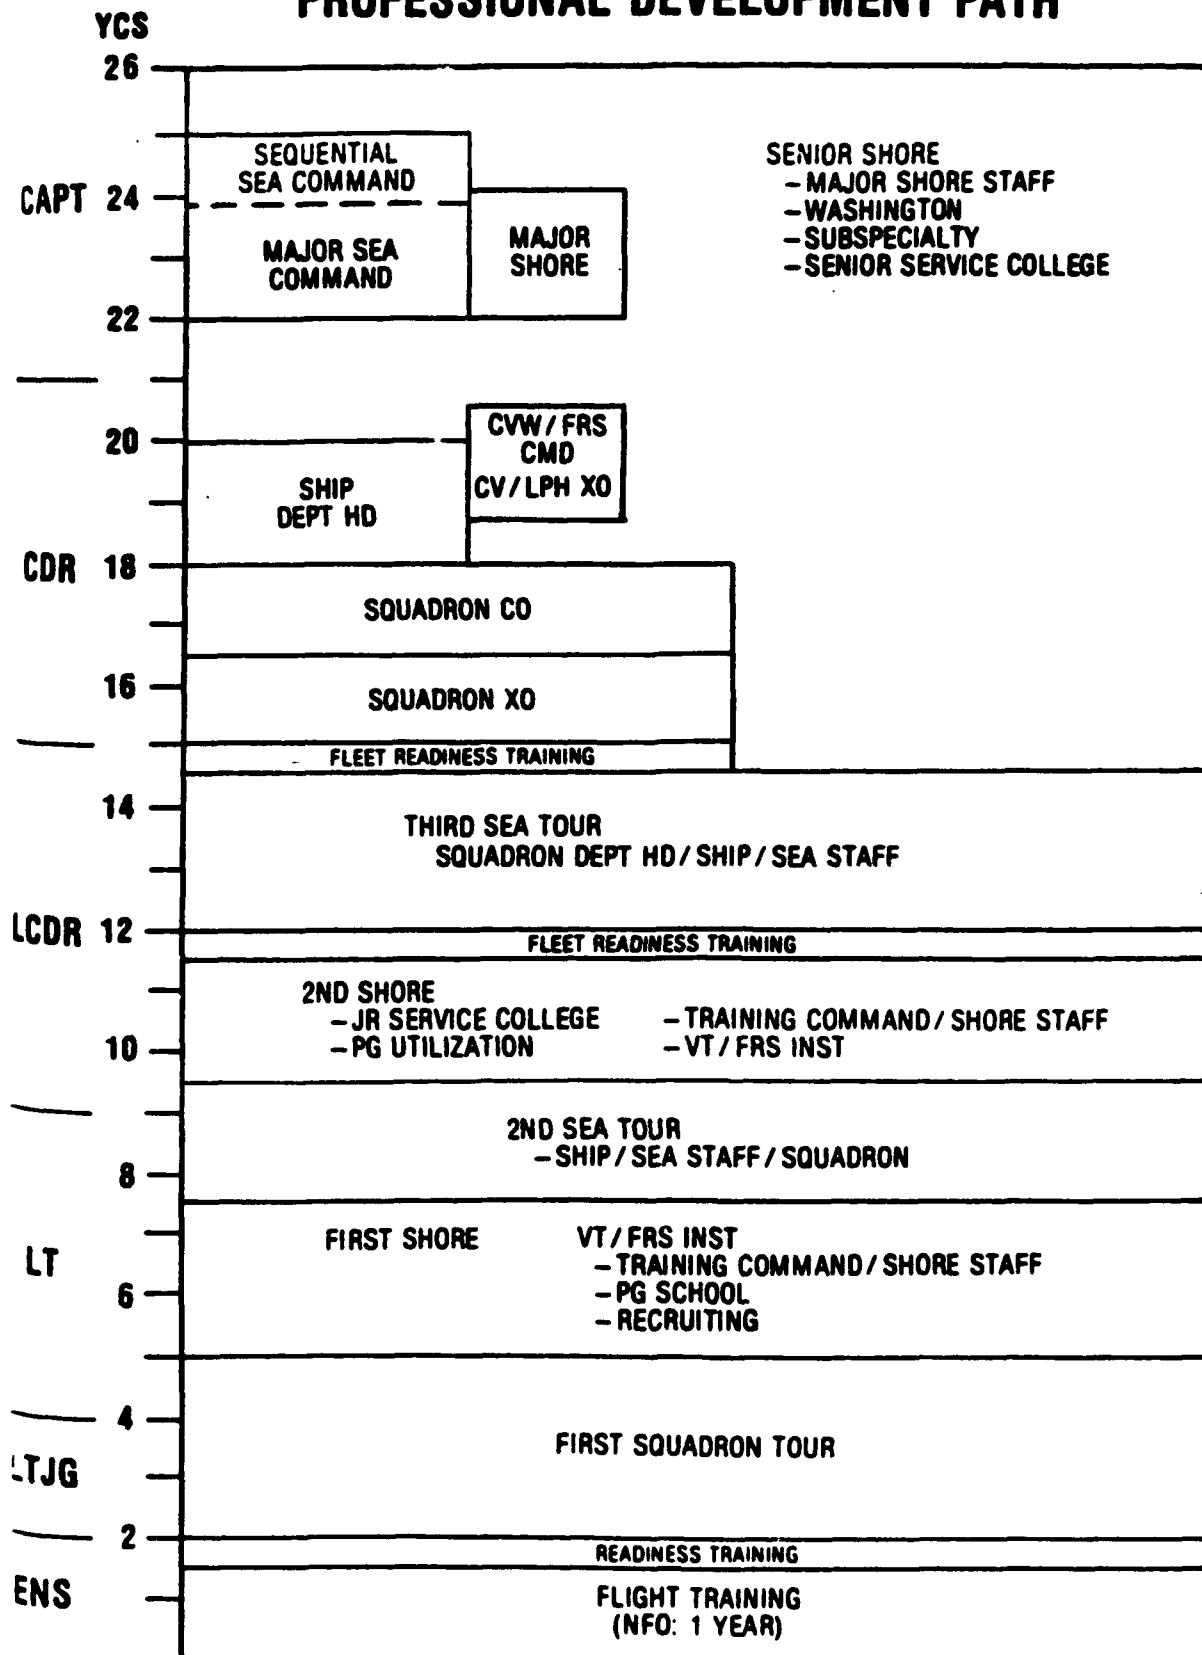 PROFESSIONAL DEVELOPMENT PATH
YCS
26
SEQUENTIAL
SEA COMMAND
SENIOR SHORE
- MAJOR SHORE STAFF
- WASHINGTON
- SUBSPECIALTY
- SENIOR SERVICE COLLEGE
CAPT 24
MAJOR SEA
COMMAND
MAJOR
SHORE
22
20
CVW / FRS
CMD
CV / LPH XO
SHIP
DEPT HD
CDR 18
SQUADRON CO
16
SQUADRON XO
FLEET READINESS TRAINING
14
THIRD SEA TOUR
SQUADRON DEPT HD / SHIP / SEA STAFF
LCDR 12
FLEET READINESS TRAINING
2ND SHORE
- JR SERVICE COLLEGE
- PG UTILIZATION
- TRAINING COMMAND / SHORE STAFF
- VT / FRS INST
10
2ND SEA TOUR
- SHIP / SEA STAFF / SQUADRON
8
FIRST SHORE
VT / FRS INST
- TRAINING COMMAND / SHORE STAFF
- PG SCHOOL
- RECRUITING
LT
6
4
FIRST SQUADRON TOUR
LTJG
2
READINESS TRAINING
ENS
FLIGHT TRAINING
(NFO: 1 YEAR)